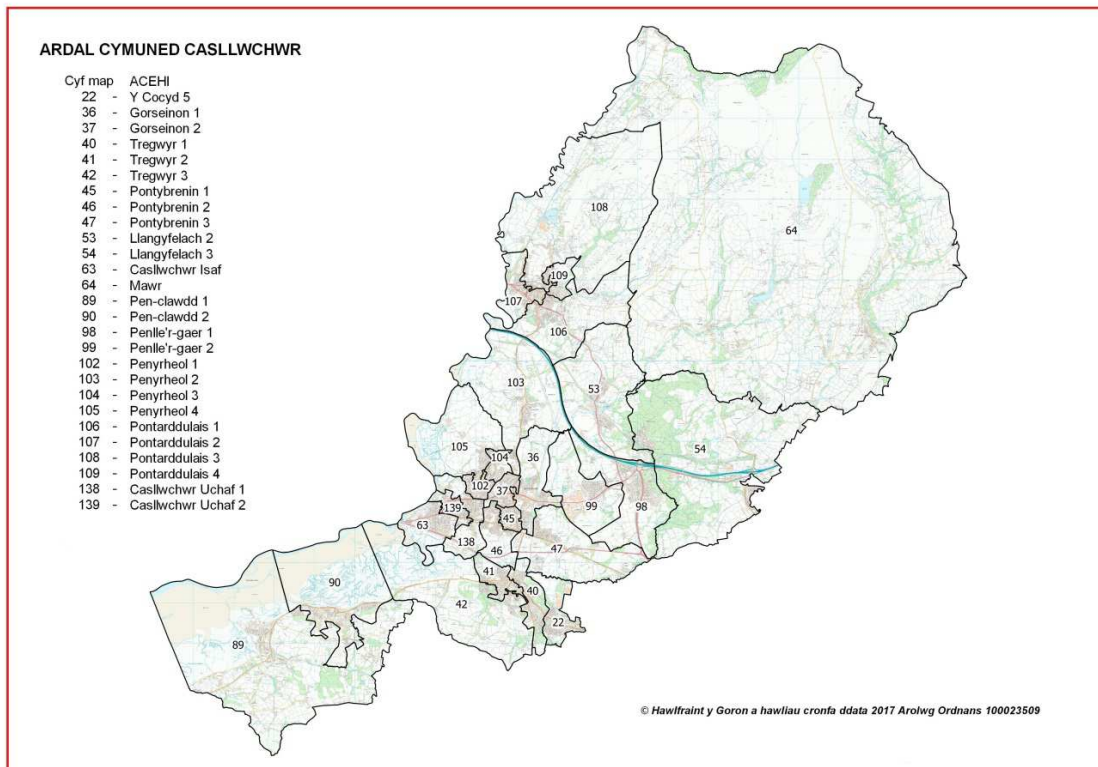 ARDAL CYMUNED CASLLWCHWR
Cyf map ACEHI
22 - Y Cocyd 5
36 - Gorseinon 1
37 - Gorseinon 2
40 - Tregwyr 1
41 - Tregwyr 2
42 - Tregwyr 3
45 - Pontybrenin 1
46 - Pontybrenin 2
47 - Pontybrenin 3
53 - Llangyfelach 2
54 - Llangyfelach 3
63 - Casllwchwr Isaf
64 - Mawr
89 - Pen-clawdd 1
90 - Pen-clawdd 2
98 - Penlle'r-gaer 1
99 - Penlle'r-gaer 2
102 - Penyrheol 1
103 - Penyrheol 2
104 - Penyrheol 3
105 - Penyrheol 4
106 - Pontarddulais 1
107 - Pontarddulais 2
108 - Pontarddulais 3
109 - Pontarddulais 4
138 - Casllwchwr Uchaf 1
139 - Casllwchwr Uchaf 2
108
64
109
107
106
103
53
105
54
104
36
102
37
99
98
139
63
45
138
46
47
41
90
40
42
22
89
© Hawlfraint y Goron a hawliau cronfa ddata 2017 Arolwg Ordnans 100023509